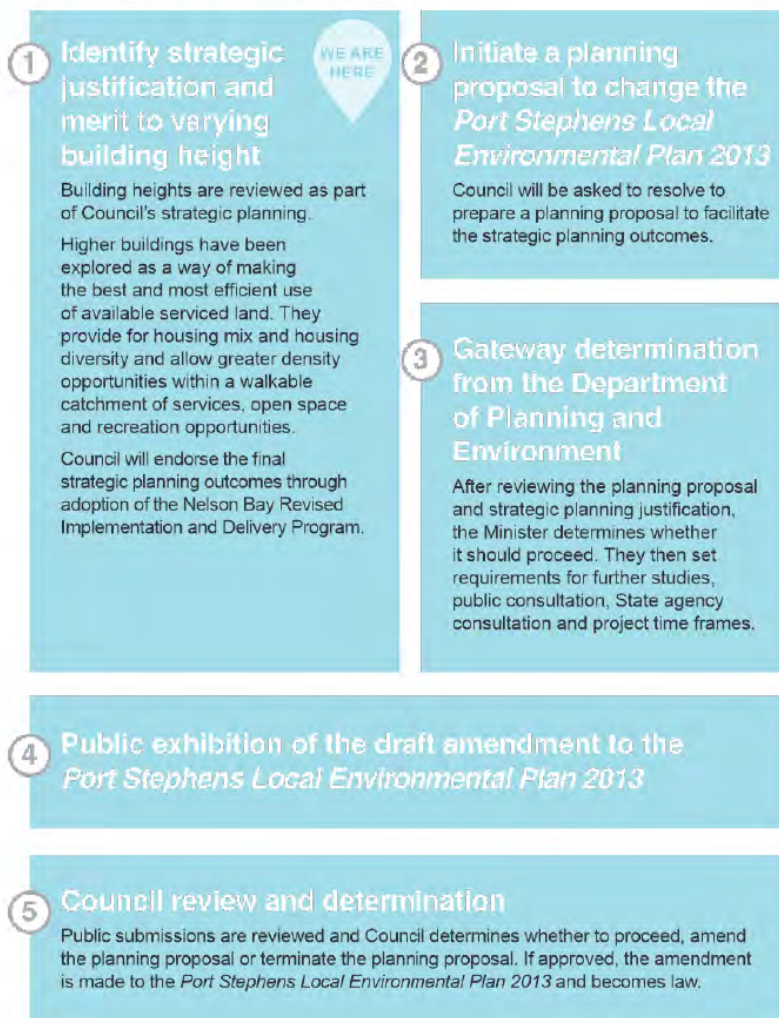 1
Identify strategic
justification and
merit to varying
building height
WE ARE
HERE
Building heights are reviewed as part
of Council's strategic planning.
Higher buildings have been
explored as a way of making
the best and most efficient use
of available serviced land. They
provide for housing mix and housing
diversity and allow greater density
opportunities within a walkable
catchment of services, open space
and recreation opportunities.
Council will endorse the final
strategic planning outcomes through
adoption of the Nelson Bay Revised
Implementation and Delivery Program.
2
Initiate a planning
proposal to change the
Port Stephens Local
Environmental Plan 2013
Council will be asked to resolve to
prepare a planning proposal to facilitate
the strategic planning outcomes.
3
Gateway determination
from the Department
of Planning and
Environment
After reviewing the planning proposal
and strategic planning justification,
the Minister determines whether
it should proceed. They then set
requirements for further studies,
public consultation, State agency
consultation and project time frames.
4
Public exhibition of the draft amendment to the
Port Stephens Local Environmental Plan 2013
5
Council review and determination
Public submissions are reviewed and Council determines whether to proceed, amend
the planning proposal or terminate the planning proposal. If approved, the amendment
is made to the Port Stephens Local Environmental Plan 2013 and becomes law.